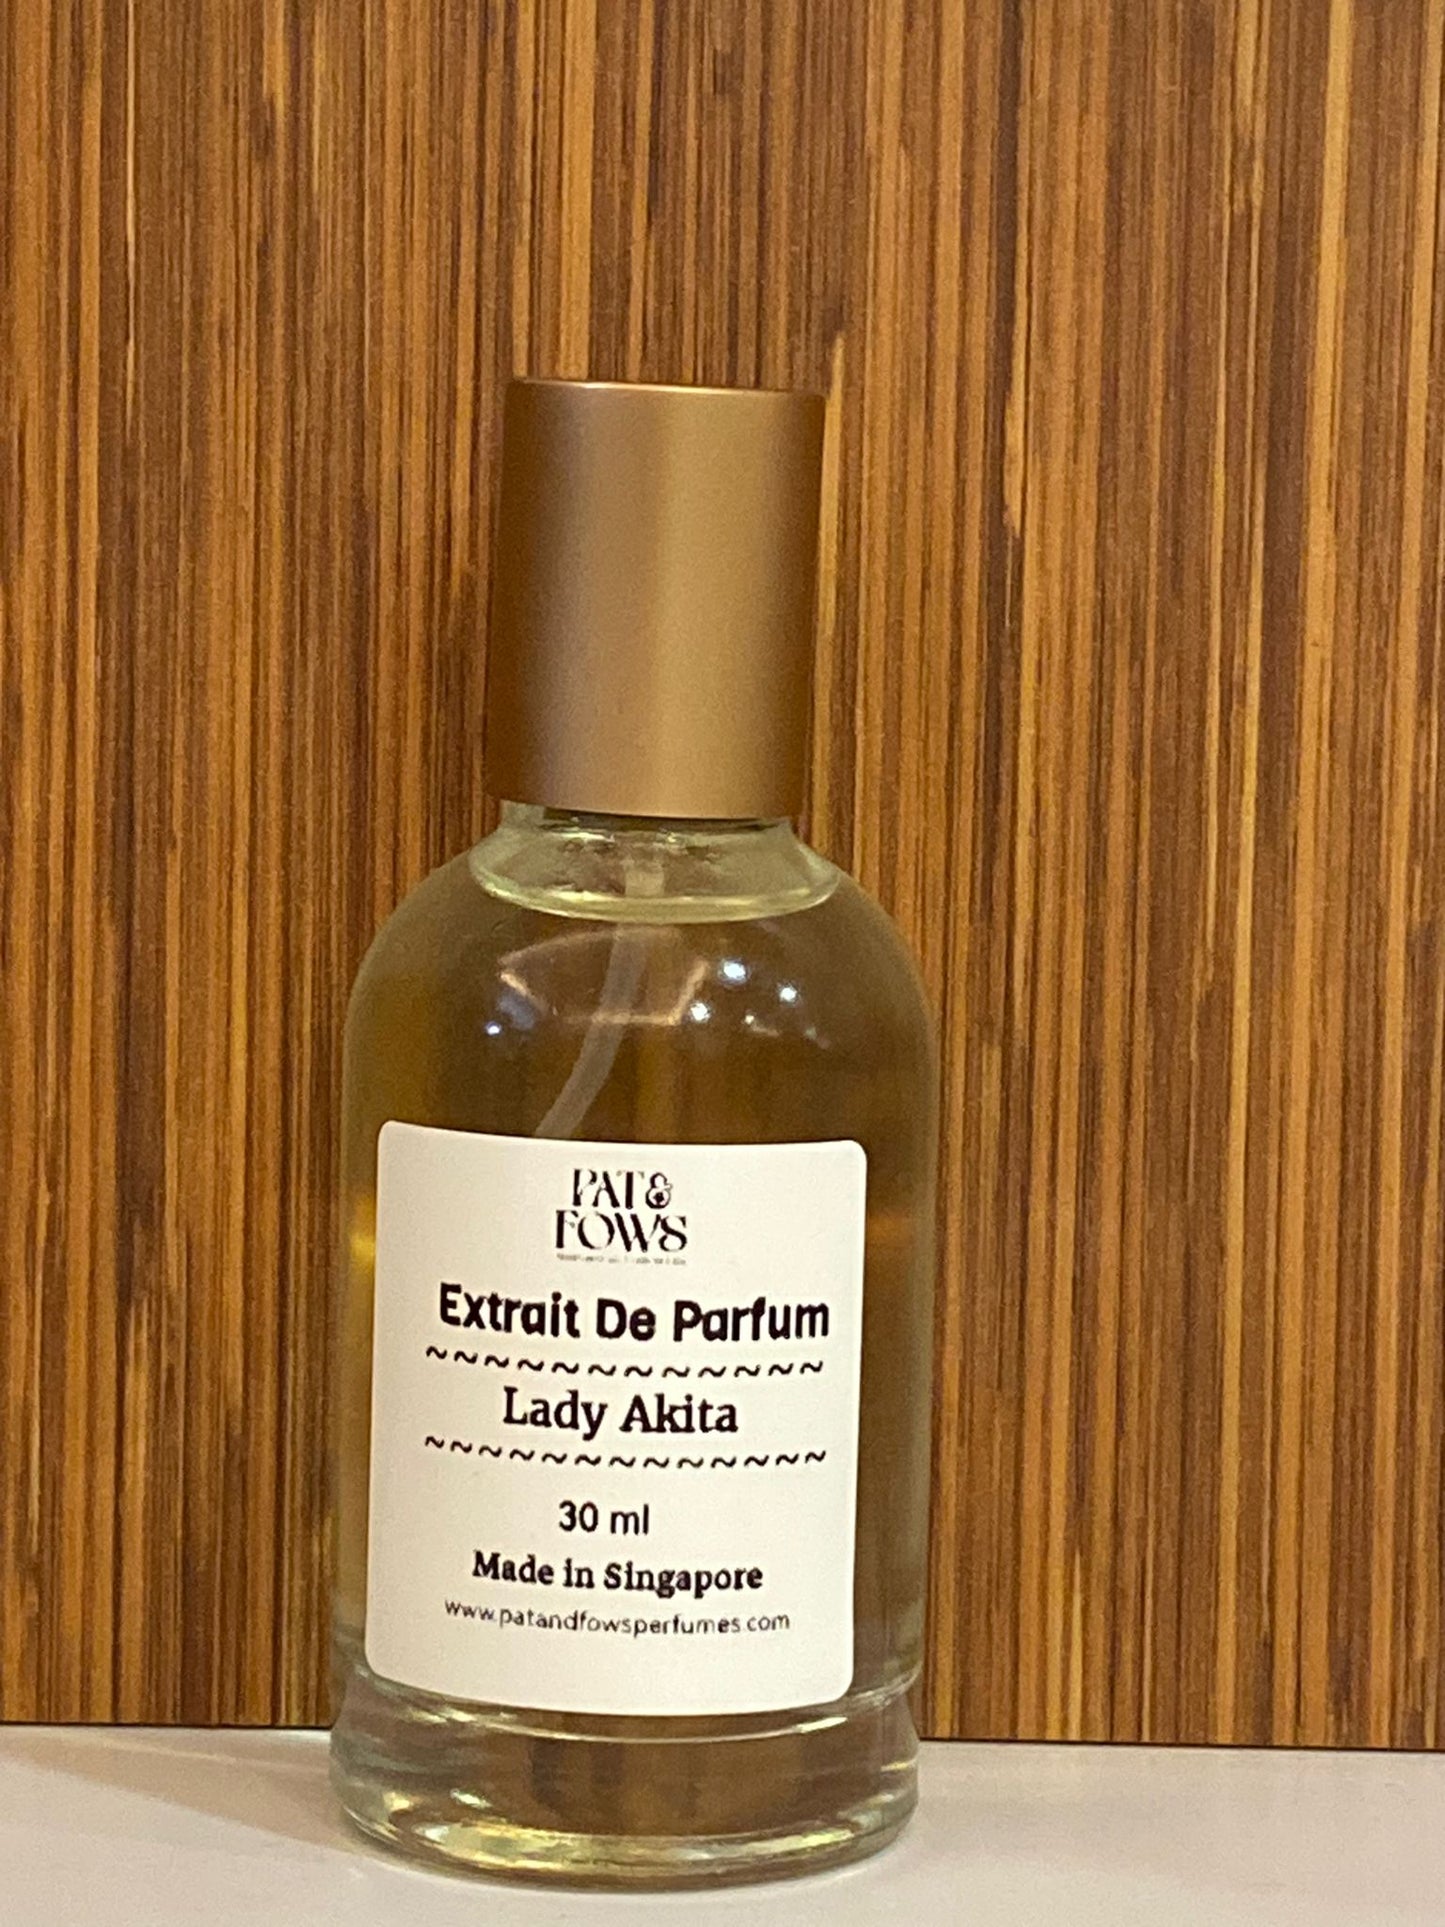 PAT&
FOWS
Extrait De Parfum
~~~~~~~~~~~~
Lady Akita
~~~~~~~~~~~~
30 ml
Made in Singapore
www.patandfowsperfumes.com